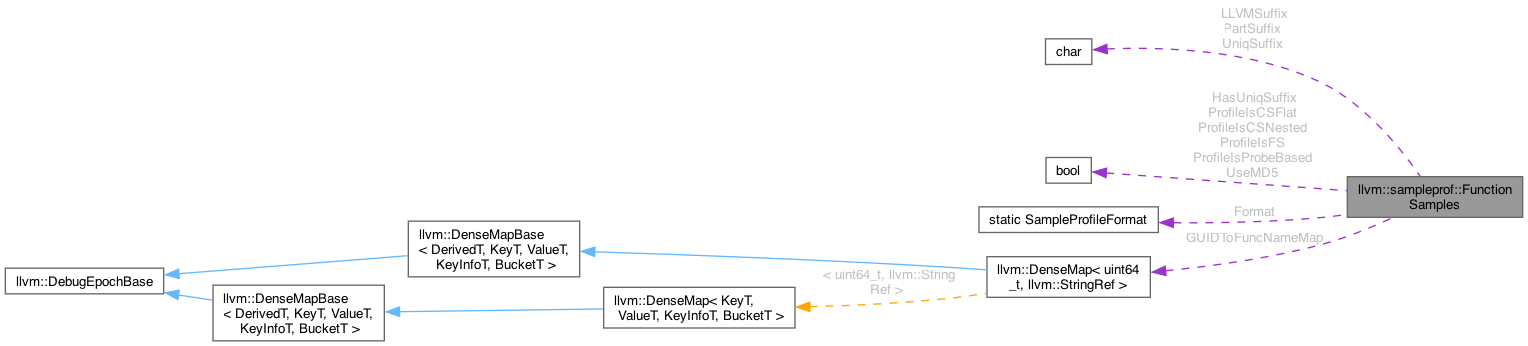 LLVMSuffix
PartSuffix
UniqSuffix
char
HasUniqSuffix
ProfileIsCSFlat
ProfileIsCSNested
ProfileIsFS
ProfileIsProbeBased
UseMD5
bool
llvm::sampleprof::Function
Samples
static SampleProfileFormat
Format
GUIDToFuncNameMap
llvm::DenseMapBase
< DerivedT, KeyT, ValueT,
KeyInfoT, BucketT >
llvm::DenseMap< uint64
_t, llvm::StringRef >
< uint64_t, llvm::String
Ref >
llvm::DebugEpochBase
llvm::DenseMapBase
< DerivedT, KeyT, ValueT,
KeyInfoT, BucketT >
llvm::DenseMap< KeyT,
ValueT, KeyInfoT, BucketT >